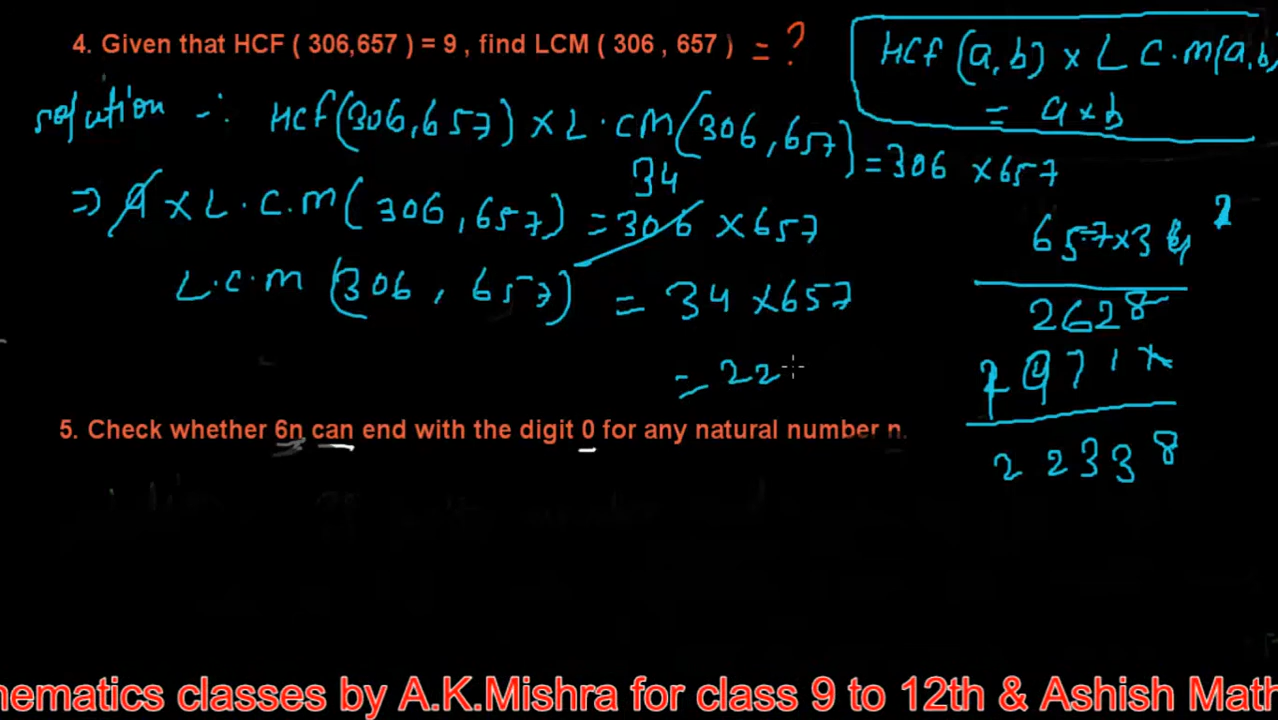 4. Given that HCF ( 306,657 ) = 9 , find LCM ( 306 , 657 ) = ?
HCf (a, b) × L C.M(a,b)
= a×b
solution -: Hcf(306,657) × L.CM(306,657) = 306 ×657
34
⇒ 9 × L.C.M(306,657) = 306 ×657
L.C.M (306, 657) = 34 ×657
= 22
657×34 2
2628
1971×
22338
5. Check whether 6n can end with the digit 0 for any natural number n.
hematics classes by A.K.Mishra for class 9 to 12th & Ashish Math